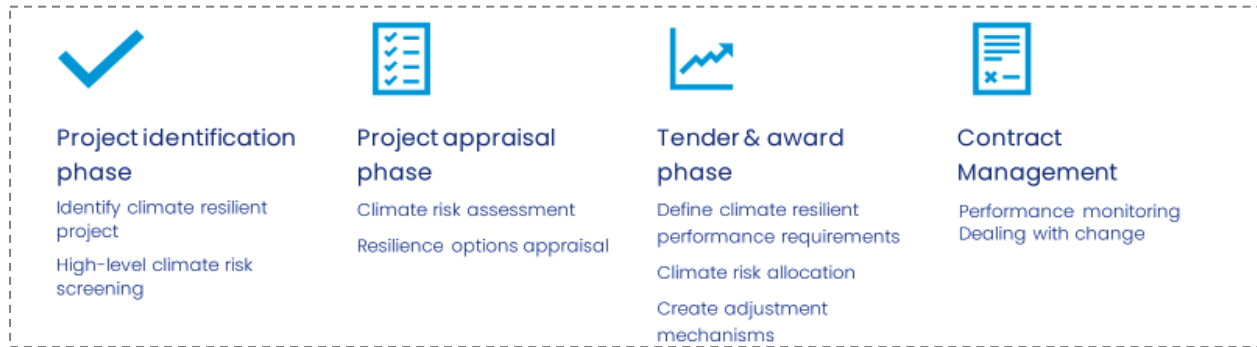 Project identification
phase
Identify climate resilient
project
High-level climate risk
screening
Project appraisal
phase
Climate risk assessment
Resilience options appraisal
Tender & award
phase
Define climate resilient
performance requirements
Climate risk allocation
Create adjustment
mechanisms
Contract
Management
Performance monitoring
Dealing with change